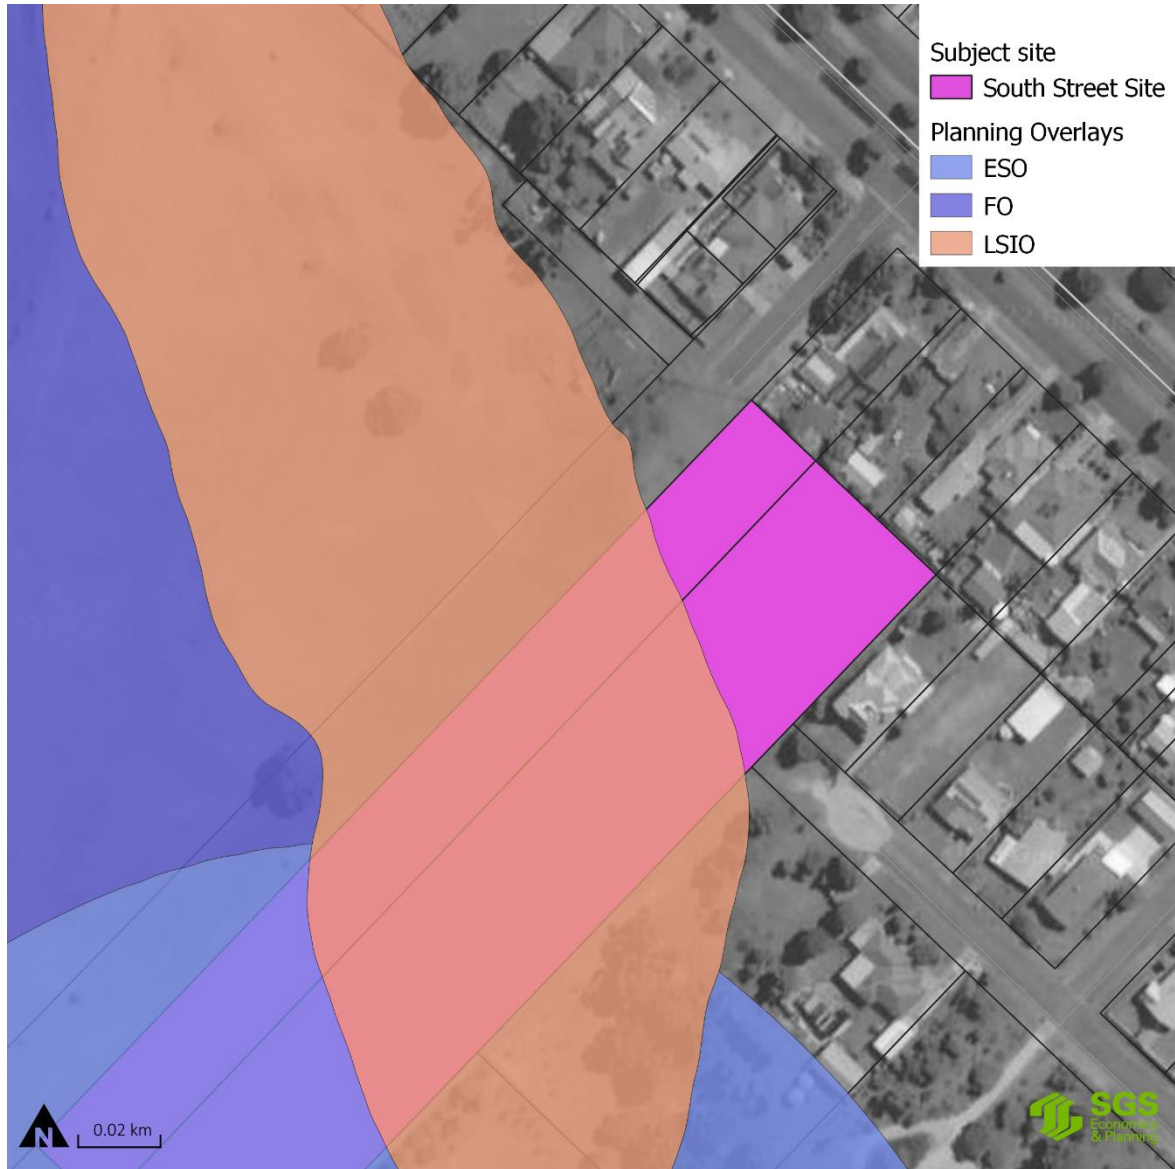 Subject site
South Street Site
Planning Overlays
ESO
FO
LSIO
N
0.02 km
SGS
Economics
& Planning